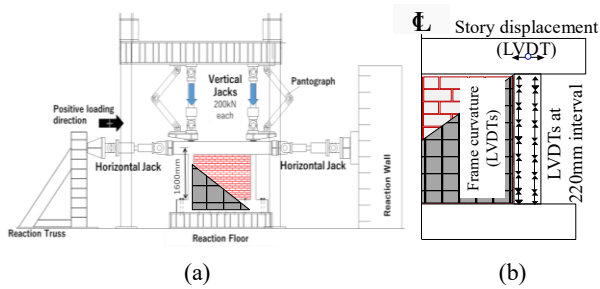 Vertical
Jacks
200kN
each
Pantograph
Positive loading
direction
Horizontal Jack
Horizontal Jack
1600mm
Reaction Wall
Reaction Truss
Reaction Floor
(a)
℄
Story displacement
(LVDT)
Frame curvature
(LVDTs)
LVDTs at
220mm interval
(b)